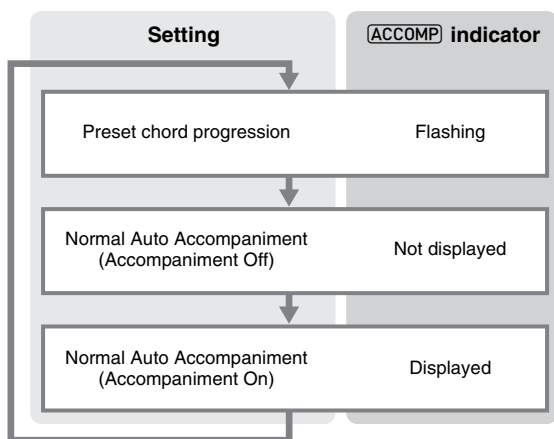 Setting
ACCOMP indicator
Preset chord progression
Flashing
Normal Auto Accompaniment
(Accompaniment Off)
Not displayed
Normal Auto Accompaniment
(Accompaniment On)
Displayed